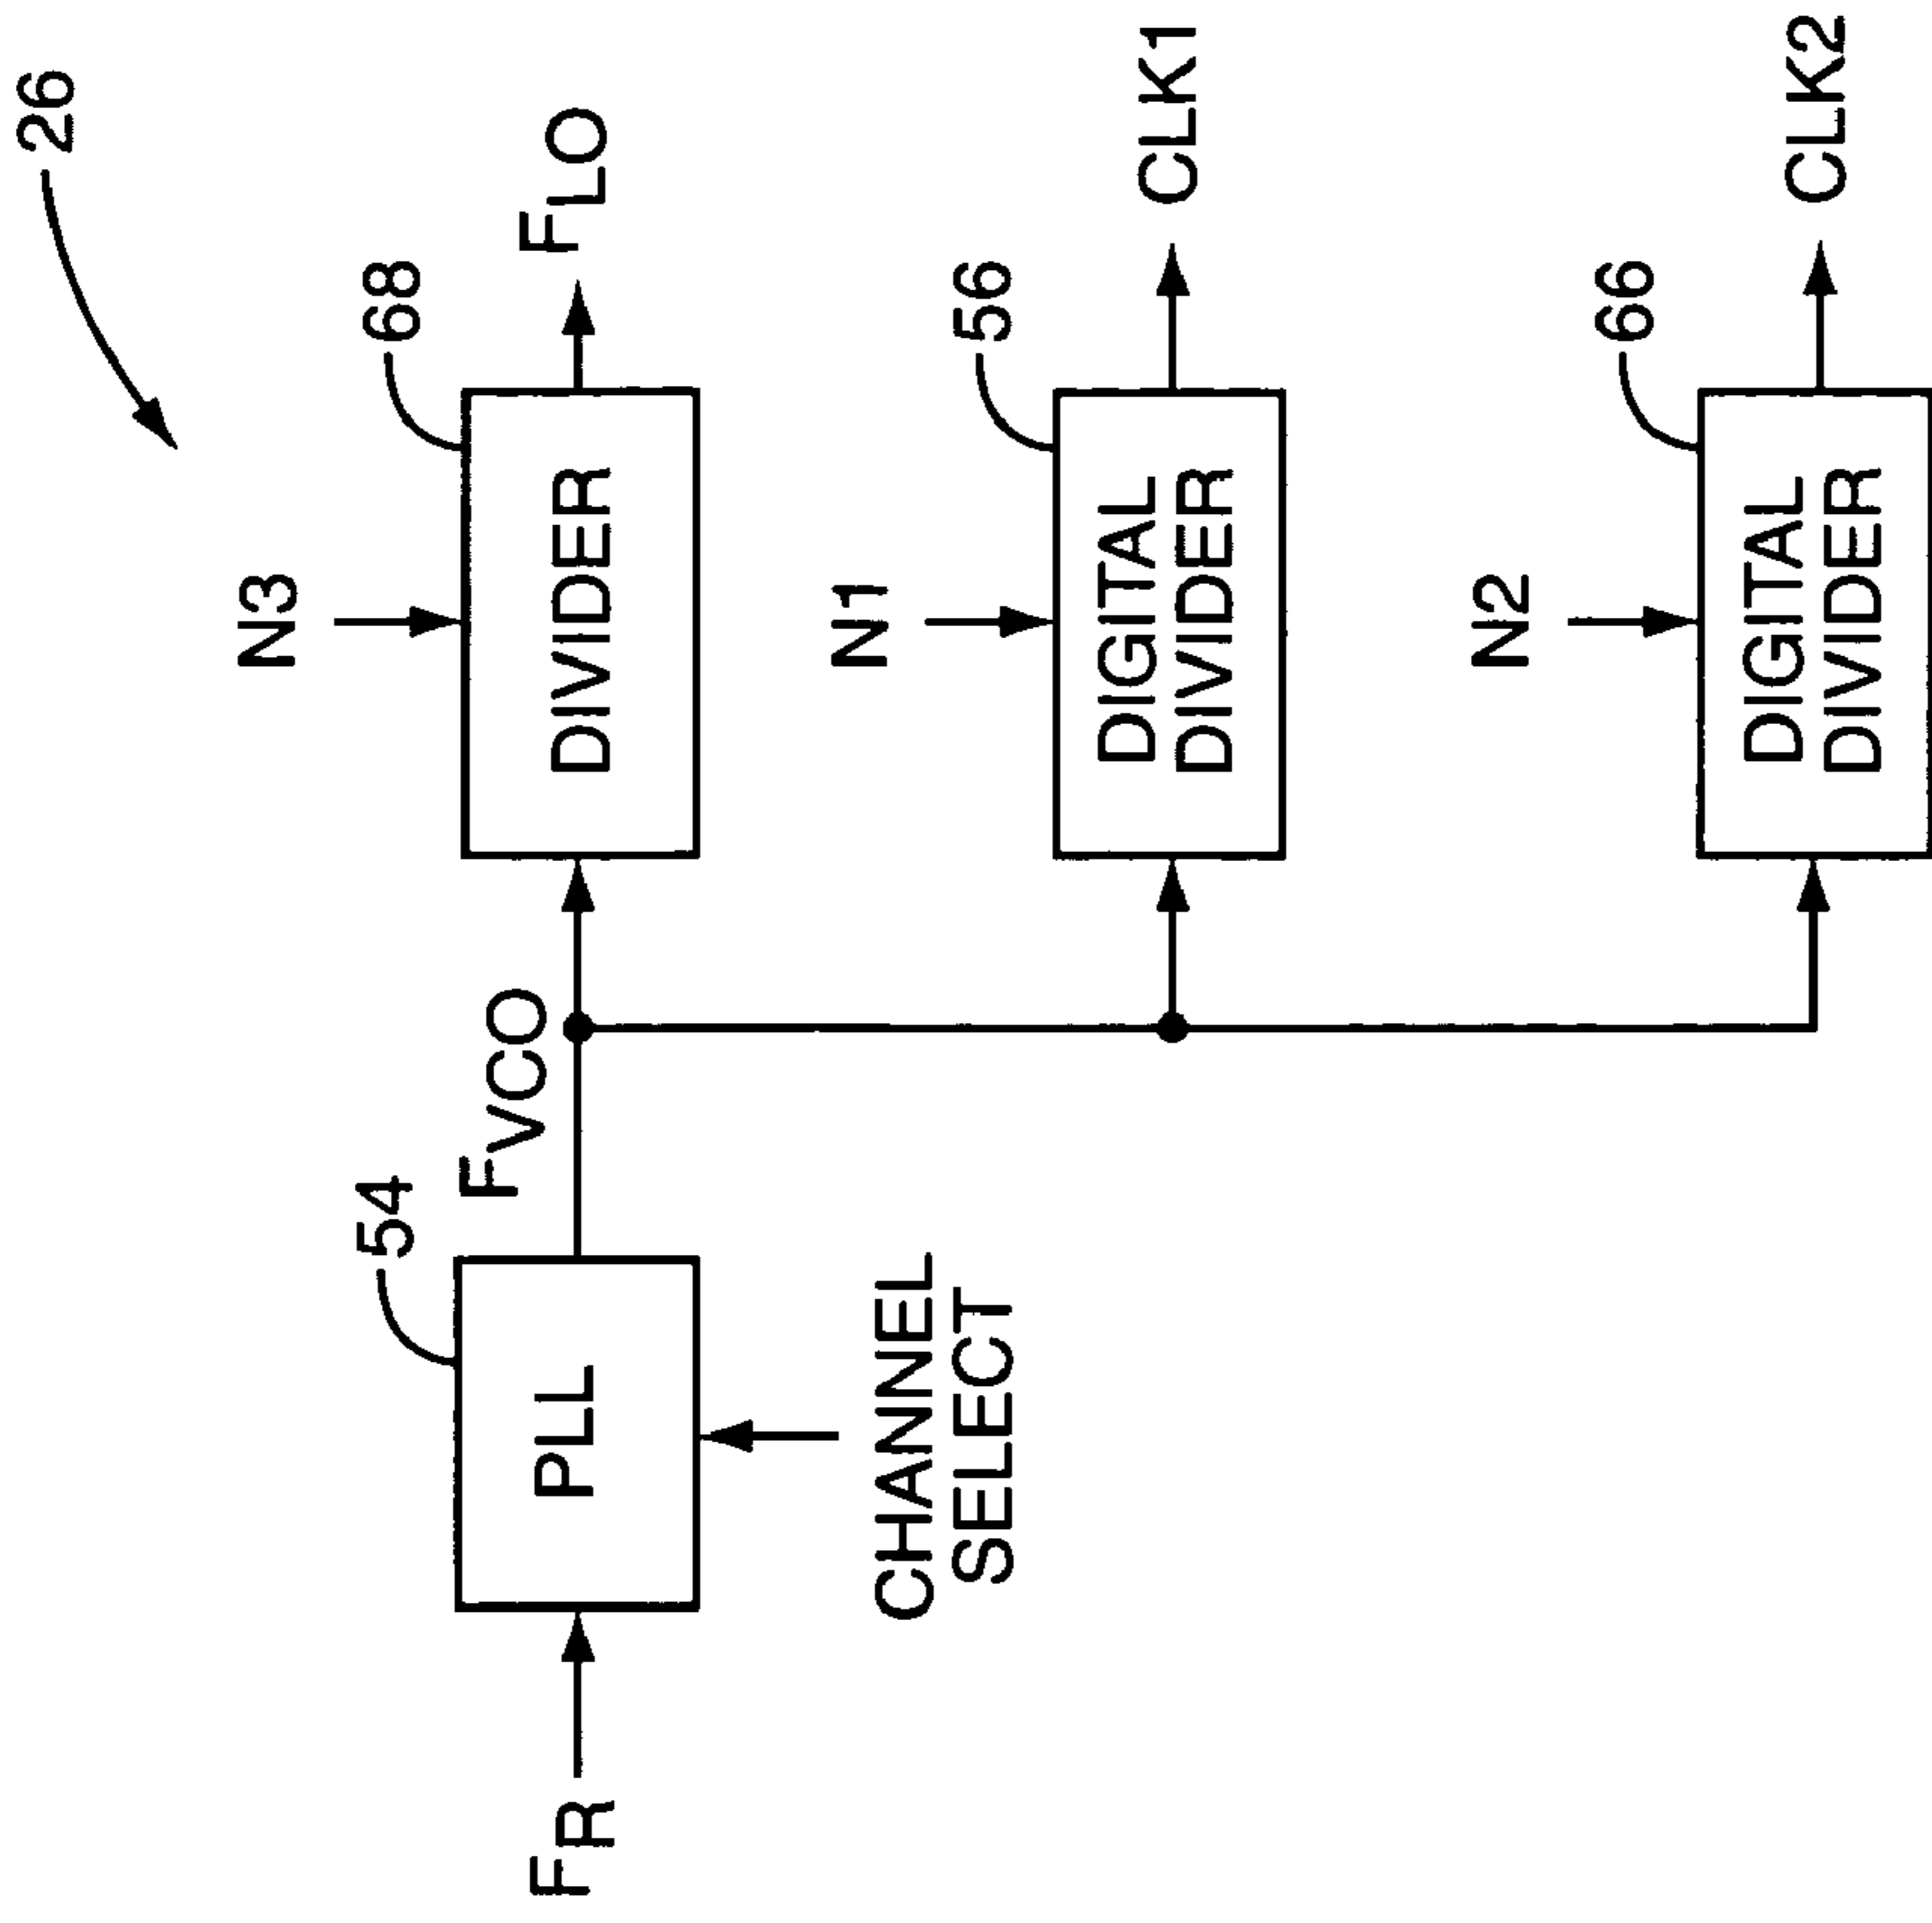 26
N3
68
DIVIDER
FLO
54
FVCO
FR
PLL
CHANNEL
SELECT
N1
56
DIGITAL
DIVIDER
CLK1
N2
66
DIGITAL
DIVIDER
CLK2